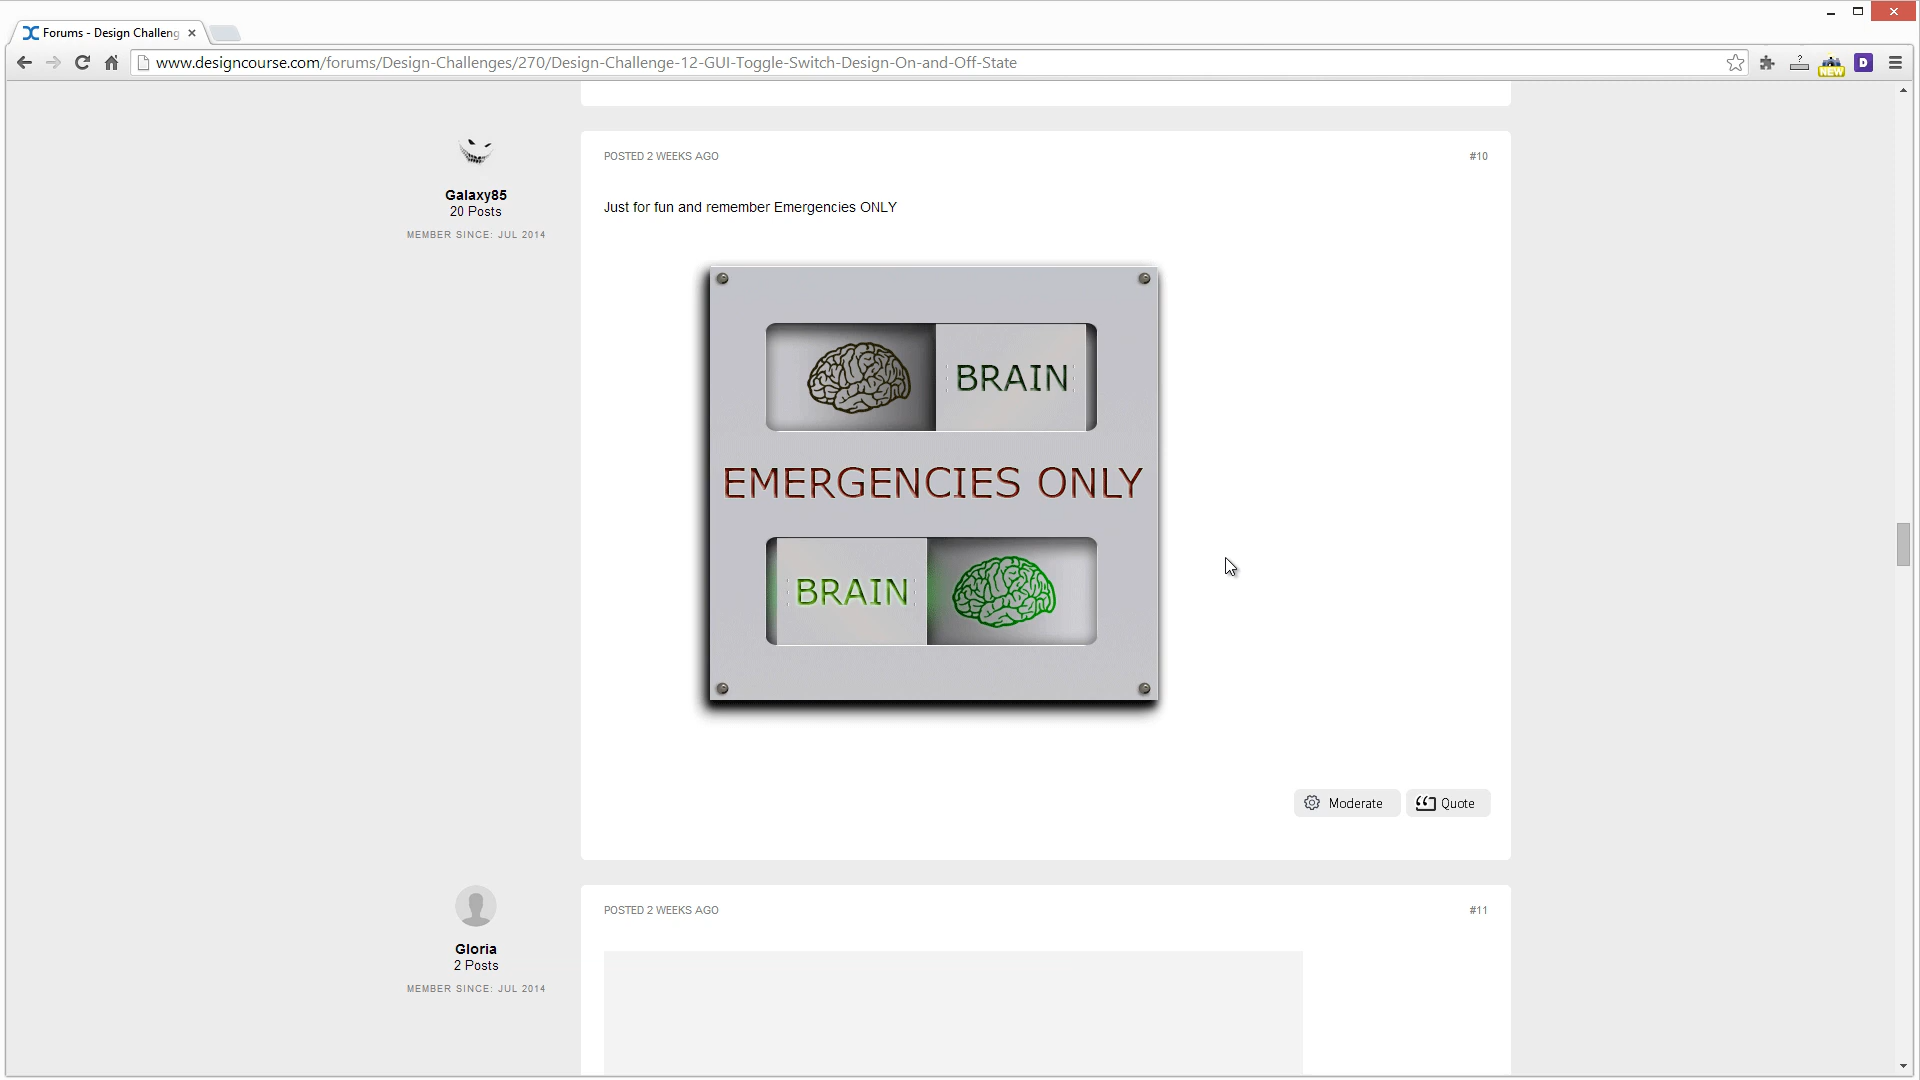 Forums - Design Challeng
www.designcourse.com/forums/Design-Challenges/270/Design-Challenge-12-GUI-Toggle-Switch-Design-On-and-Off-State
?
NEW
D
Galaxy85
20 Posts
MEMBER SINCE: JUL 2014
POSTED 2 WEEKS AGO
#10
Just for fun and remember Emergencies ONLY
BRAIN
EMERGENCIES ONLY
BRAIN
Moderate
Quote
Gloria
2 Posts
MEMBER SINCE: JUL 2014
POSTED 2 WEEKS AGO
#11